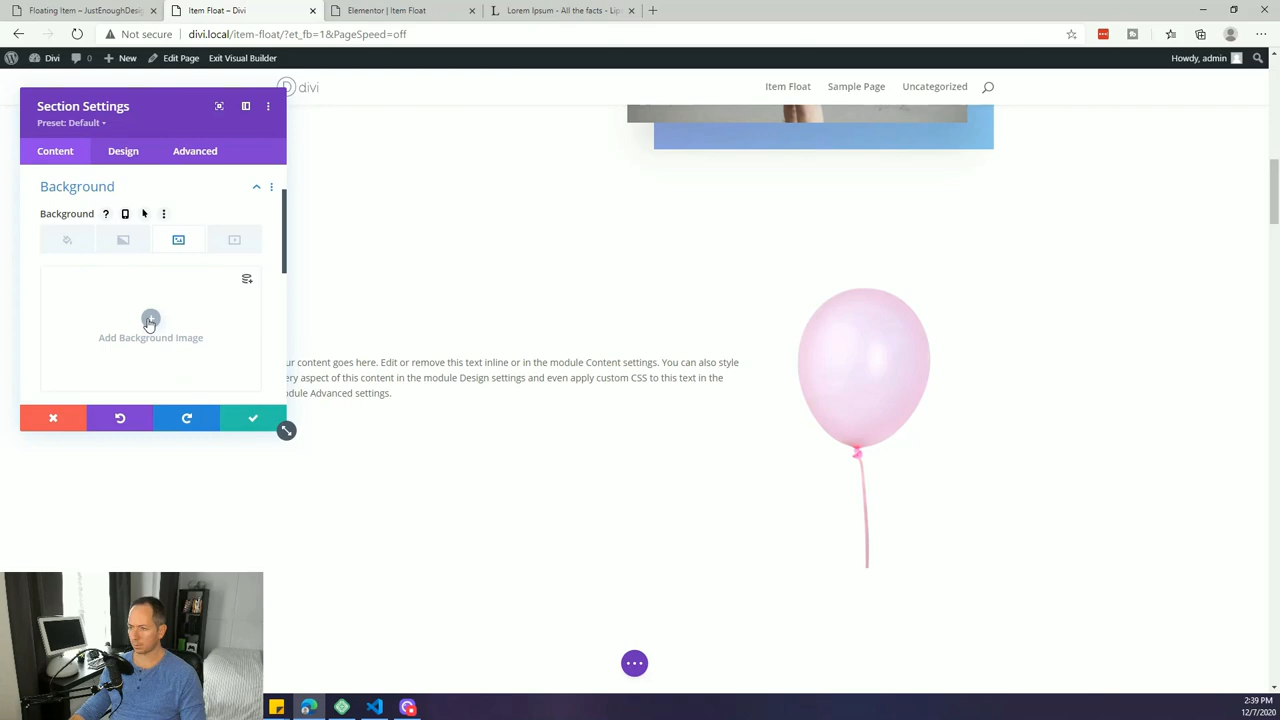 Floating Item – JustEnoughDesig
Item Float – Divi
Elementor | Item Float
Lorem Ipsum - All the facts - Lip
Not secure
divi.local/item-float/?et_fb=1&PageSpeed=off
Divi
0
New
Edit Page
Exit Visual Builder
Howdy, admin
divi
Item Float
Sample Page
Uncategorized
Section Settings
Preset: Default
Content
Design
Advanced
Background
Background
Add Background Image
ur content goes here. Edit or remove this text inline or in the module Content settings. You can also style
ery aspect of this content in the module Design settings and even apply custom CSS to this text in the
odule Advanced settings.
2:39 PM
12/7/2020